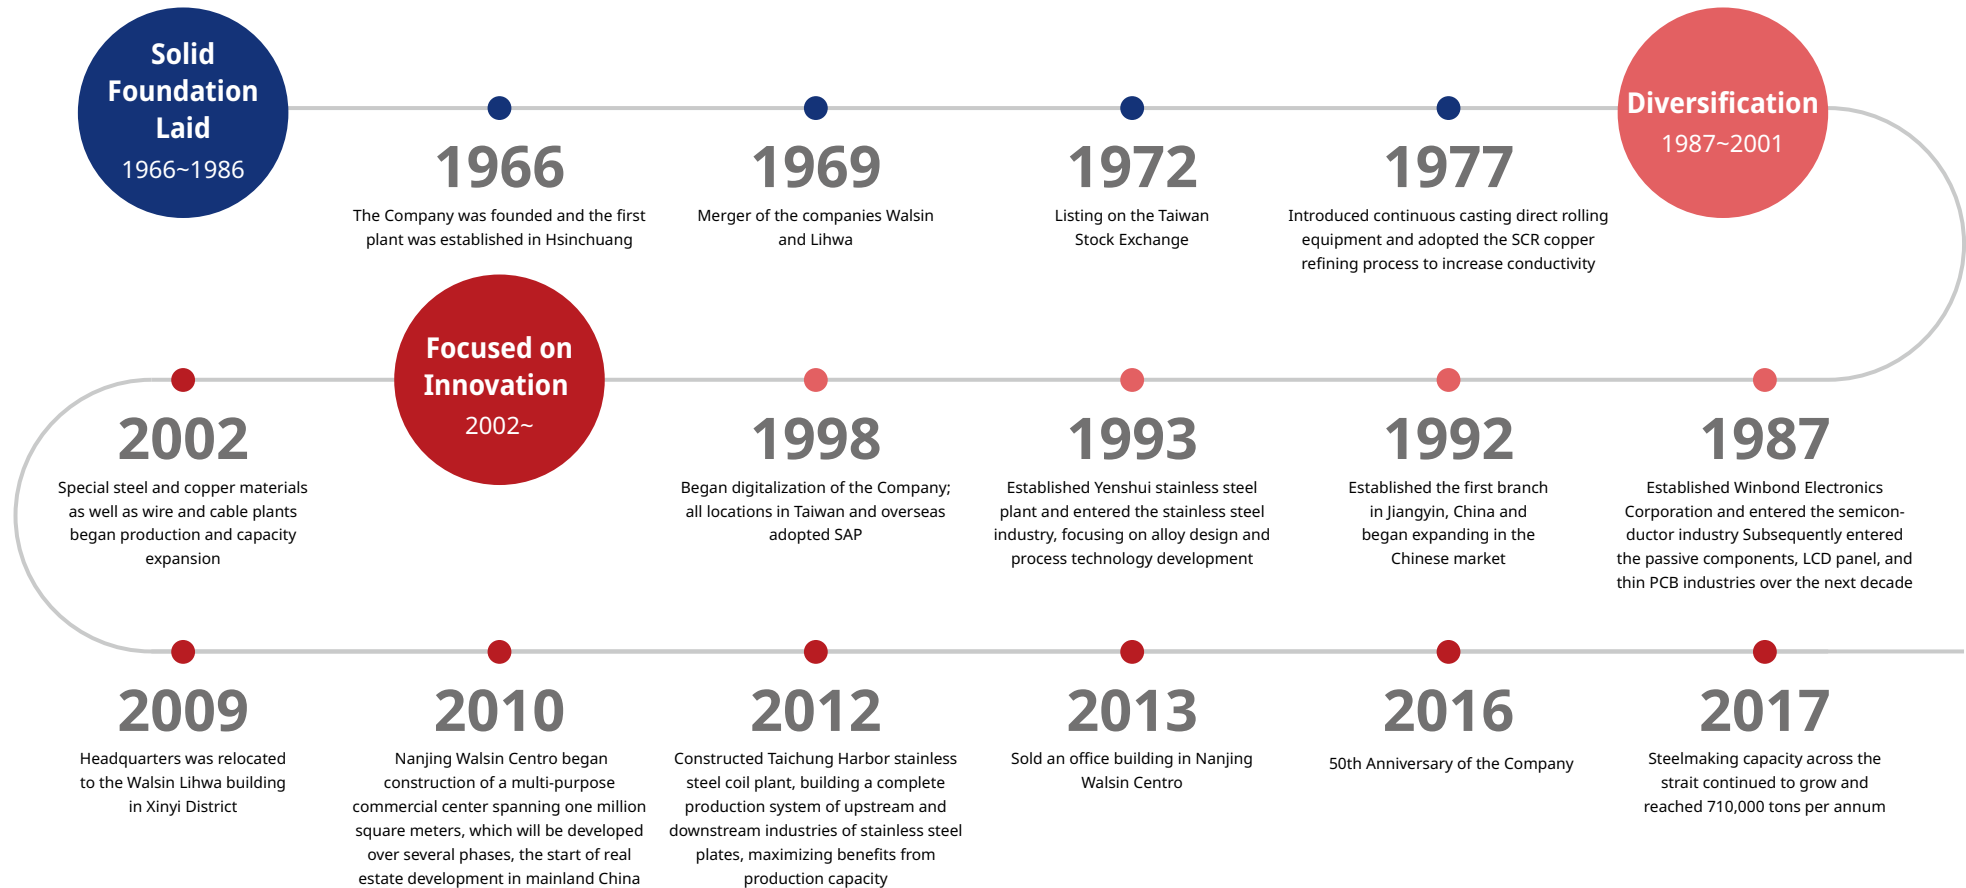 Solid
Foundation
Laid
1966~1986
1966
The Company was founded and the first
plant was established in Hsinchuang
1969
Merger of the companies Walsin
and Lihwa
1972
Listing on the Taiwan
Stock Exchange
1977
Introduced continuous casting direct rolling
equipment and adopted the SCR copper
refining process to increase conductivity
Diversification
1987~2001
1987
Established Winbond Electronics
Corporation and entered the semicon-
ductor industry Subsequently entered
the passive components, LCD panel, and
thin PCB industries over the next decade
1992
Established the first branch
in Jiangyin, China and
began expanding in the
Chinese market
1993
Established Yenshui stainless steel
plant and entered the stainless steel
industry, focusing on alloy design and
process technology development
1998
Began digitalization of the Company;
all locations in Taiwan and overseas
adopted SAP
Focused on
Innovation
2002~
2002
Special steel and copper materials
as well as wire and cable plants
began production and capacity
expansion
2009
Headquarters was relocated
to the Walsin Lihwa building
in Xinyi District
2010
Nanjing Walsin Centro began
construction of a multi-purpose
commercial center spanning one million
square meters, which will be developed
over several phases, the start of real
estate development in mainland China
2012
Constructed Taichung Harbor stainless
steel coil plant, building a complete
production system of upstream and
downstream industries of stainless steel
plates, maximizing benefits from
production capacity
2013
Sold an office building in Nanjing
Walsin Centro
2016
50th Anniversary of the Company
2017
Steelmaking capacity across the
strait continued to grow and
reached 710,000 tons per annum